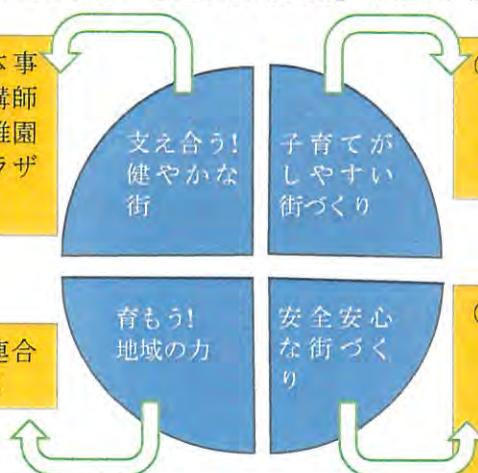 事
講師
稚園
ラザ
支え合う!
健やかな
街
子育てが
しやすい
街づくり
育もう!
地域の力
安全安心
な街づく
り
連合